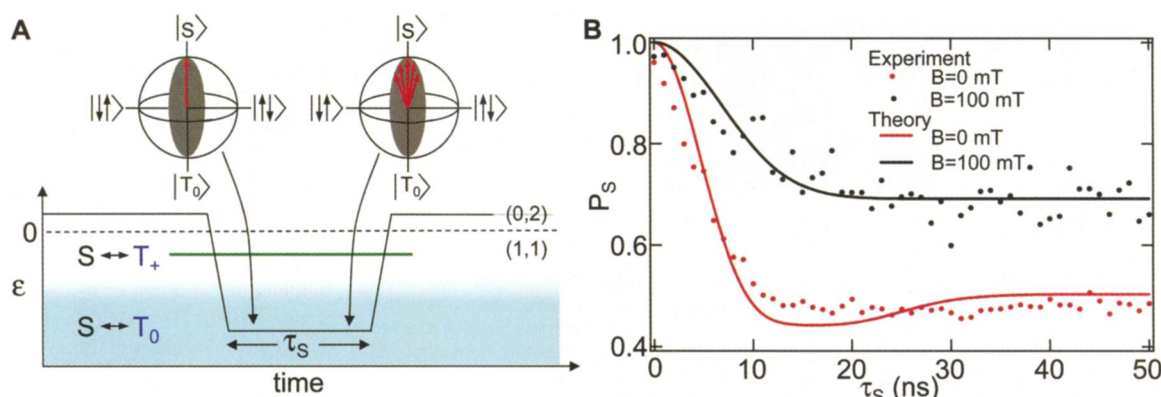 A
|S⟩
|S⟩
|↓↑⟩
|↑↓⟩
|↓↑⟩
|↑↓⟩
|T₀⟩
|T₀⟩
0
(0,2)
(1,1)
S ↔ T₊
ε
S ↔ T₀
τₛ
time
B
1.0
Experiment
B=0 mT
B=100 mT
Theory
B=0 mT
B=100 mT
0.8
Pₛ
0.6
0.4
0 10 20 30 40 50
τₛ (ns)